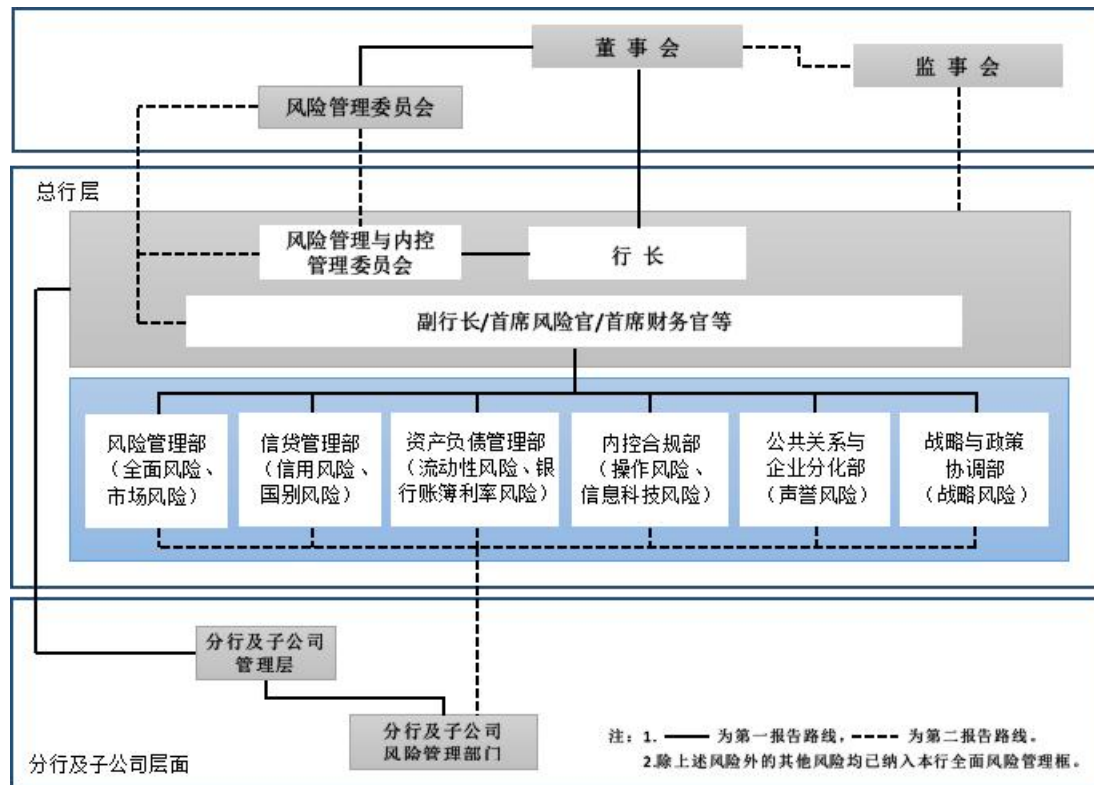 董 事 会
监 事 会
风险管理委员会
总行层
风险管理与内控
管理委员会
行 长
副行长/首席风险官/首席财务官等
风险管理部
（全面风险、
市场风险）
信贷管理部
（信用风险、
国别风险）
资产负债管理部
（流动性风险、银
行账簿利率风险）
内控合规部
（操作风险、
信息科技风险）
公共关系与
企业分化部
（声誉风险）
战略与政策
协调部
（战略风险）
分行及子公司
管理层
分行及子公司
风险管理部门
分行及子公司层面
注：1. 为第一报告路线， 为第二报告路线。
2.除上述风险外的其他风险均已纳入本行全面风险管理框。